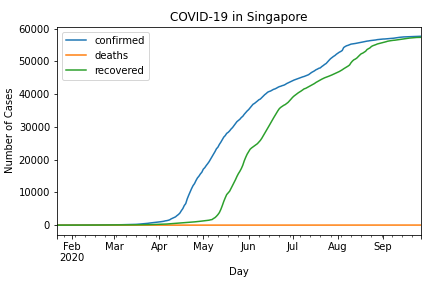 COVID-19 in Singapore
confirmed
deaths
recovered
Number of Cases
60000
50000
40000
30000
20000
10000
0
Feb Mar Apr May Jun Jul Aug Sep
2020
Day